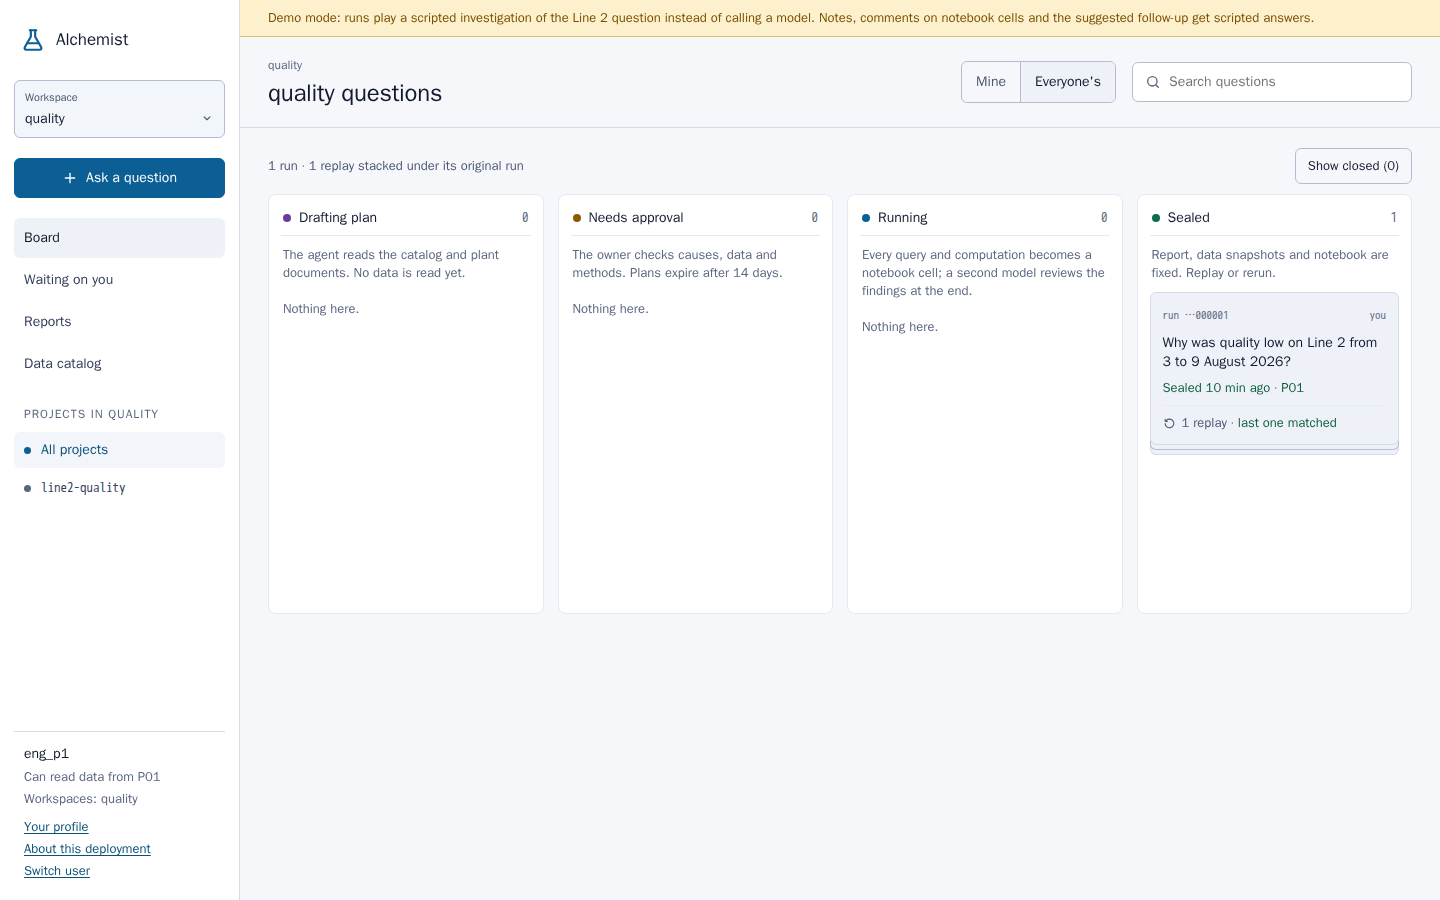 Demo mode: runs play a scripted investigation of the Line 2 question instead of calling a model. Notes, comments on notebook cells and the suggested follow-up get scripted answers.
Alchemist
Workspace
quality
Ask a question
Board
Waiting on you
Reports
Data catalog
PROJECTS IN QUALITY
All projects
line2-quality
eng_p1
Can read data from P01
Workspaces: quality
Your profile
About this deployment
Switch user
quality
quality questions
Mine
Everyone's
Search questions
1 run · 1 replay stacked under its original run
Show closed (0)
Drafting plan 0
The agent reads the catalog and plant
documents. No data is read yet.
Nothing here.
Needs approval 0
The owner checks causes, data and
methods. Plans expire after 14 days.
Nothing here.
Running 0
Every query and computation becomes a
notebook cell; a second model reviews the
findings at the end.
Nothing here.
Sealed 1
Report, data snapshots and notebook are
fixed. Replay or rerun.
run ···000001 you
Why was quality low on Line 2 from
3 to 9 August 2026?
Sealed 10 min ago · P01
1 replay · last one matched